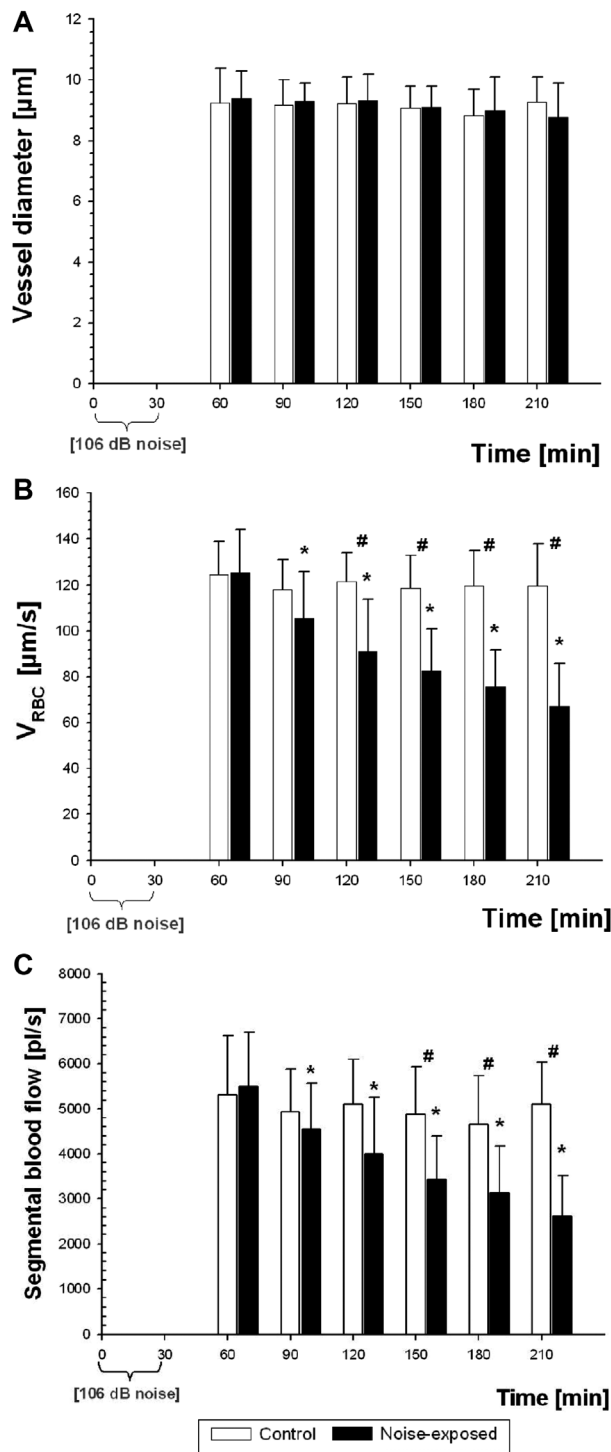 A
Vessel diameter [µm]
12
10
8
6
4
2
0
0 30 60 90 120 150 180 210
[106 dB noise]
Time [min]
B
V_RBC [µm/s]
160
140
120
100
80
60
40
20
0
* # * # * # * # *
0 30 60 90 120 150 180 210
[106 dB noise]
Time [min]
C
Segmental blood flow [pl/s]
8000
7000
6000
5000
4000
3000
2000
1000
0
* * # * # * # *
0 30 60 90 120 150 180 210
[106 dB noise]
Time [min]
Control Noise-exposed